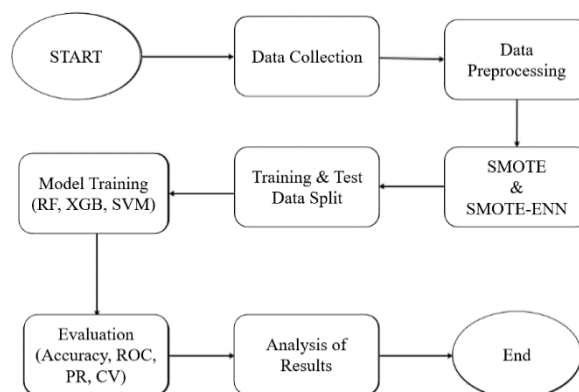 START
Data Collection
Data
Preprocessing
SMOTE
&
SMOTE-ENN
Training & Test
Data Split
Model Training
(RF, XGB, SVM)
Evaluation
(Accuracy, ROC,
PR, CV)
Analysis of
Results
End